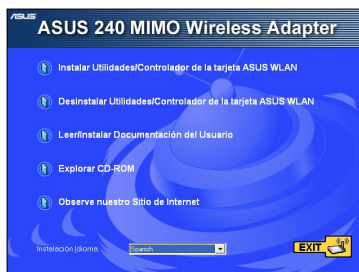 ASUS
ASUS 240 MIMO Wireless Adapter
Instalar Utilidades/Controlador de la tarjeta ASUS WLAN
Desinstalar Utilidades/Controlador de la tarjeta ASUS WLAN
Leer/Instalar Documentación del Usuario
Explorar CD-ROM
Observe nuestro Sitio de Internet
Instalación Idioma: Spanish
EXIT